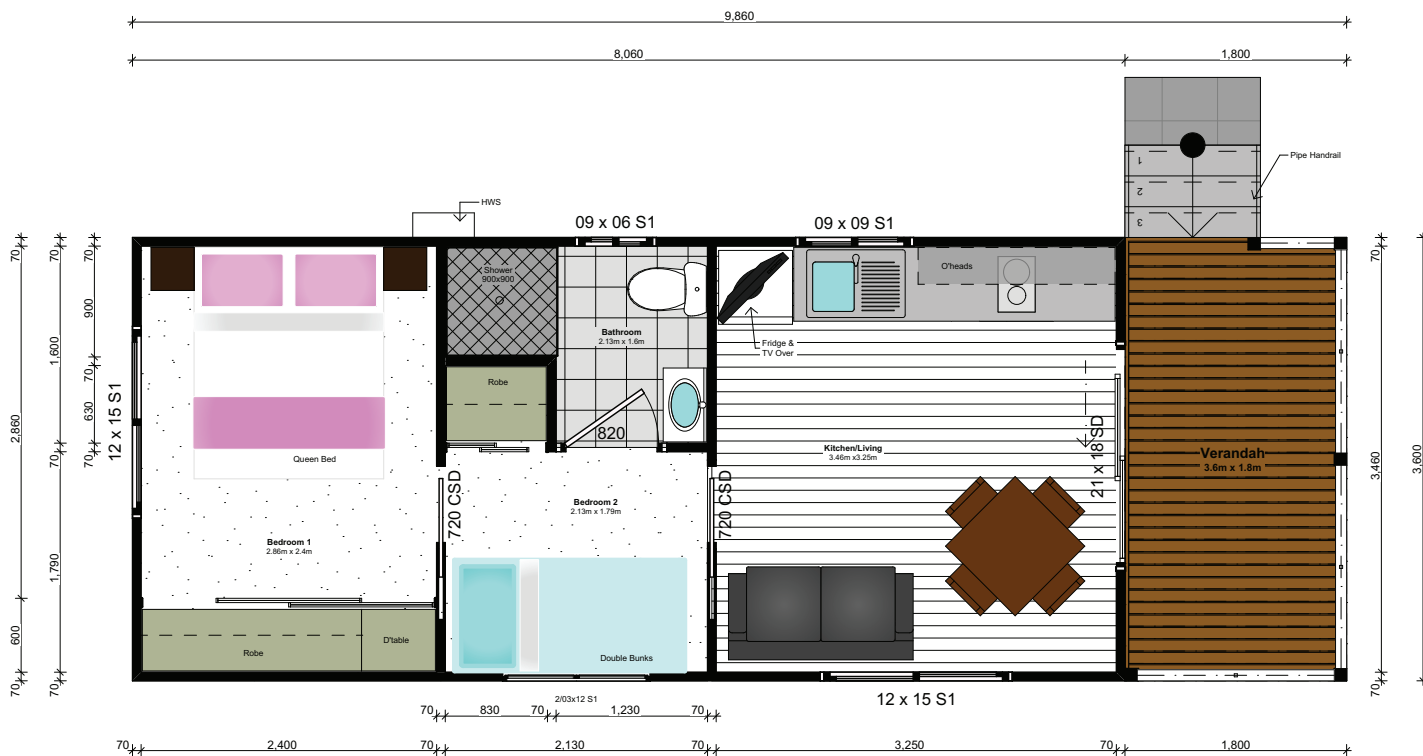 9,860
8,060
1,800
1
2
3
Pipe Handrail
HWS
09 x 06 S1
09 x 09 S1
70
70
900
70
630
70
1,600
70
1,790
70
2,860
70
600
70
12 x 15 S1
Shower
900x900
Bathroom
2.13m x 1.6m
O'heads
Fridge &
TV Over
Robe
820
Queen Bed
720 CSD
Bedroom 2
2.13m x 1.79m
720 CSD
Kitchen/Living
3.46m x3.25m
21 x 18 SD
Verandah
3.6m x 1.8m
70
3,460
70
3,600
Bedroom 1
2.86m x 2.4m
Robe
D'table
Double Bunks
2/03x12 S1
12 x 15 S1
70
830
70
1,230
70
70
2,400
70
2,130
70
3,250
70
1,800